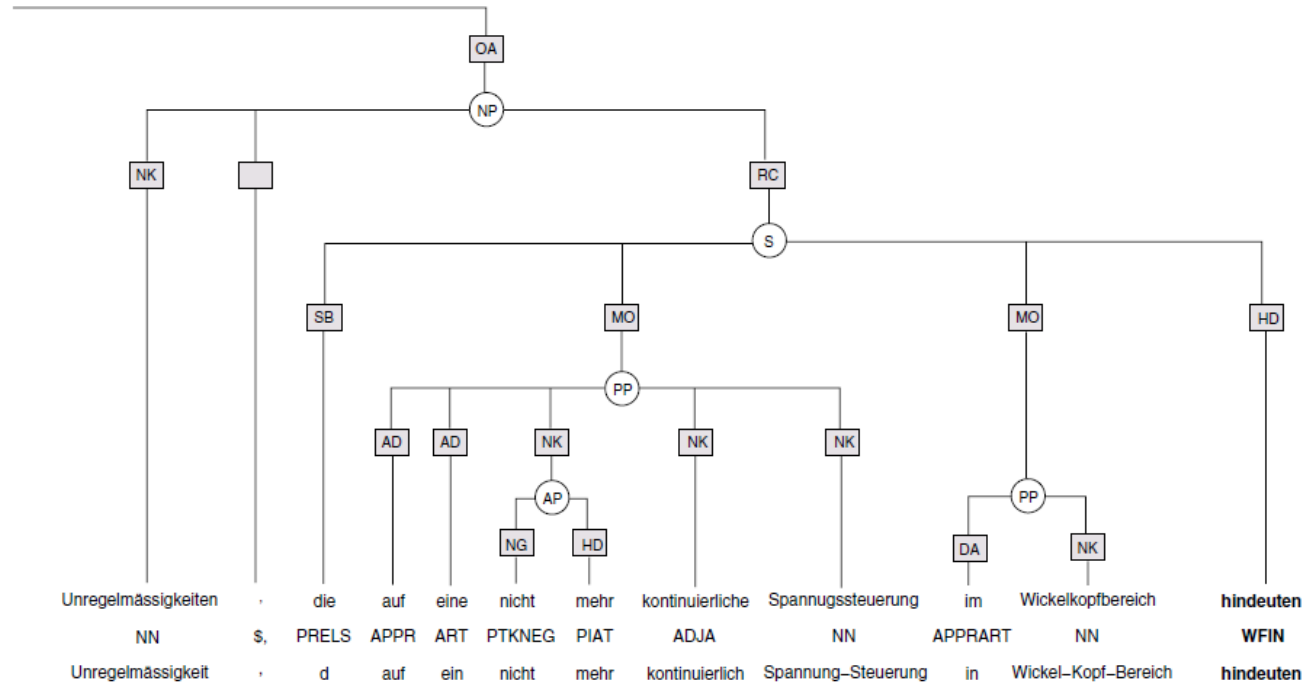 OA
NP
NK RC
S
SB MO MO HD
PP
AD AD NK NK NK
AP PP
NG HD DA NK
Unregelmässigkeiten , die auf eine nicht mehr kontinuierliche Spannugssteuerung im Wickelkopfbereich hindeuten
NN $, PRELS APPR ART PTKNEG PIAT ADJA NN APPRART NN WFIN
Unregelmässigkeit , d auf ein nicht mehr kontinuierlich Spannung-Steuerung in Wickel-Kopf-Bereich hindeuten